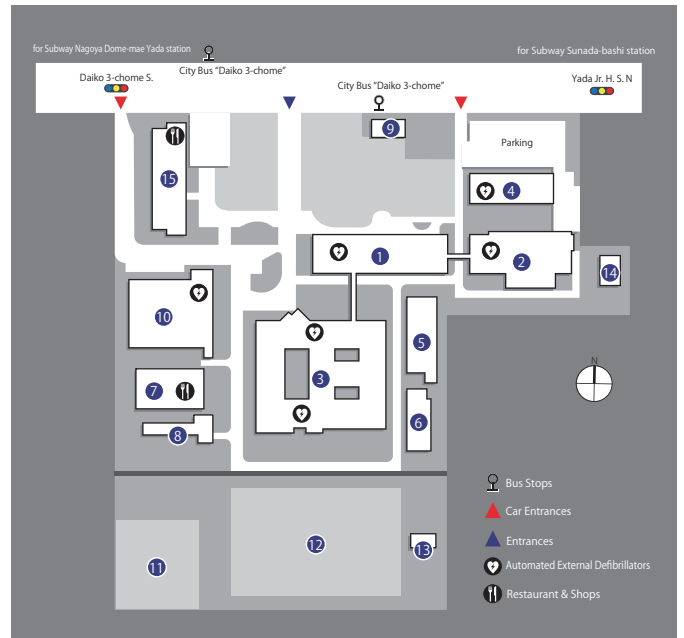 for Subway Nagoya Dome-mae Yada station
for Subway Sunada-bashi station
City Bus "Daiko 3-chome"
Daiko 3-chome S.
City Bus "Daiko 3-chome"
Yada Jr. H. S. N
9
Parking
15
4
1
2
14
10
5
3
7
6
8
N
Bus Stops
Car Entrances
Entrances
Automated External Defibrillators
Restaurant & Shops
11
12
13